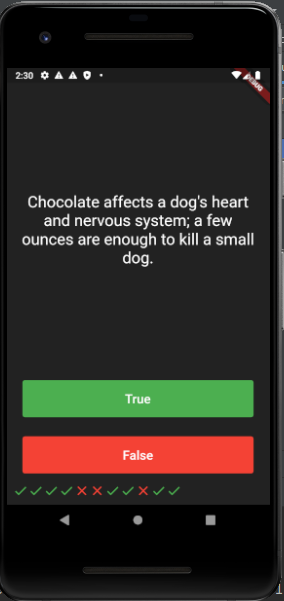 2:30
DEBUG
Chocolate affects a dog's heart
and nervous system; a few
ounces are enough to kill a small
dog.
True
False